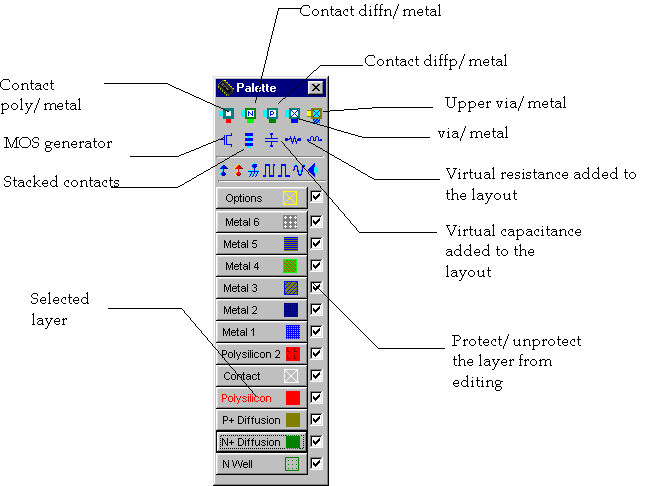 Contact diffn/metal
Contact diffp/metal
Palette
Contact
poly/metal
Upper via/metal
M
N
P
MOS generator
via/metal
Stacked contacts
Virtual resistance added to
the layout
Options
Metal 6
Virtual capacitance
added to the
layout
Metal 5
Metal 4
Metal 3
Selected
layer
Metal 2
Metal 1
Protect/unprotect
the layer from
editing
Polysilicon 2
Contact
Polysilicon
P+ Diffusion
N+ Diffusion
N Well